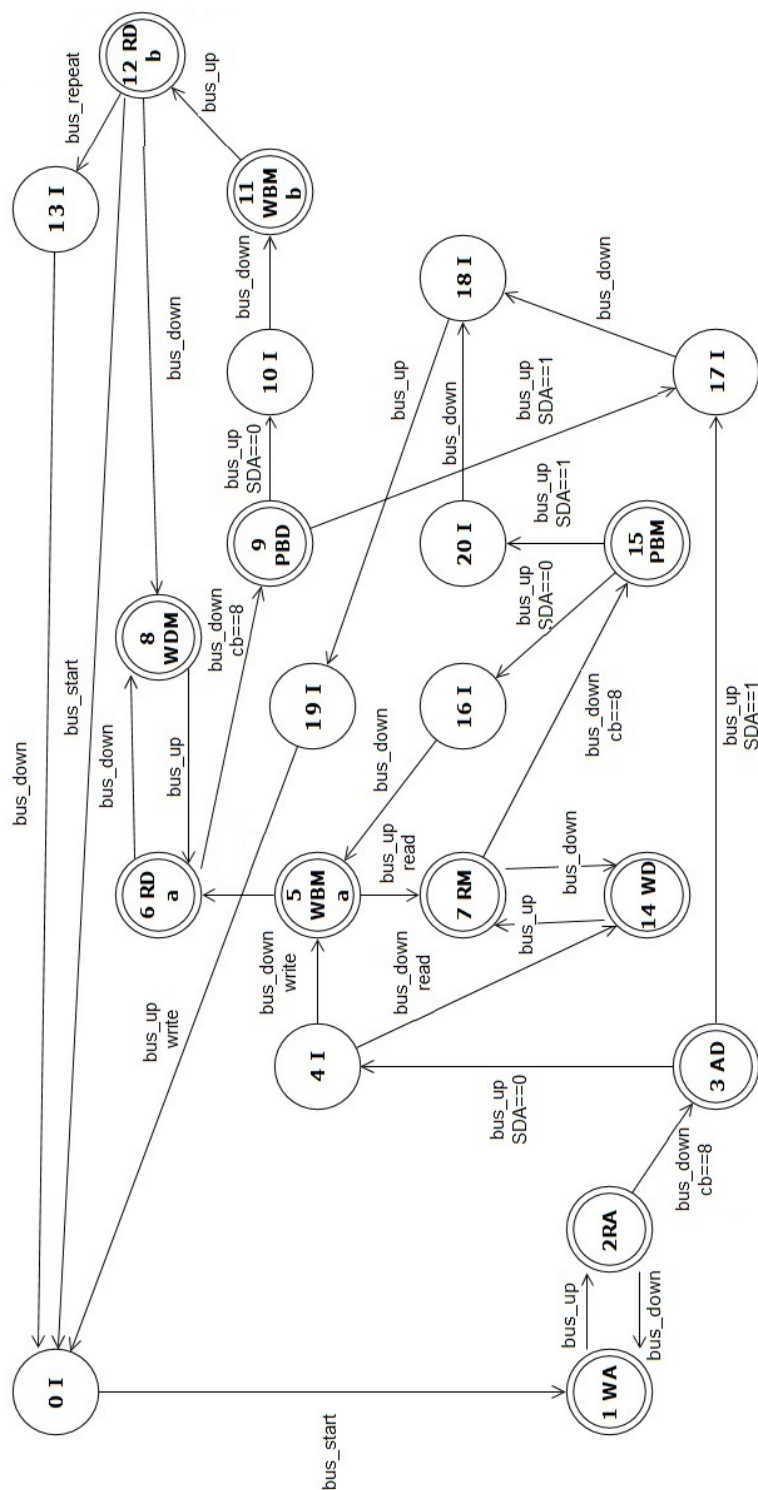 bus_down
0 I
bus_start
13 I
bus_repeat
12 RD
b
bus_down
6 RD
a
bus_up
8
WDM
bus_down
bus_up
bus_up
write
bus_down
cb==8
9
PBD
bus_up
SDA==0
10 I
bus_down
11
WBM
b
bus_start
4 I
bus_down
write
5
WBM
a
19 I
bus_down
bus_up
bus_up
read
bus_down
read
7 RM
16 I
20 I
bus_down
18 I
bus_up
SDA==0
bus_up
SDA==0
bus_up
SDA==1
bus_up
SDA==1
bus_up
bus_up
bus_down
bus_down
cb==8
bus_down
1 WA
2RA
14 WD
15
PBM
bus_down
bus_down
cb==8
3 AD
bus_up
SDA==1
17 I